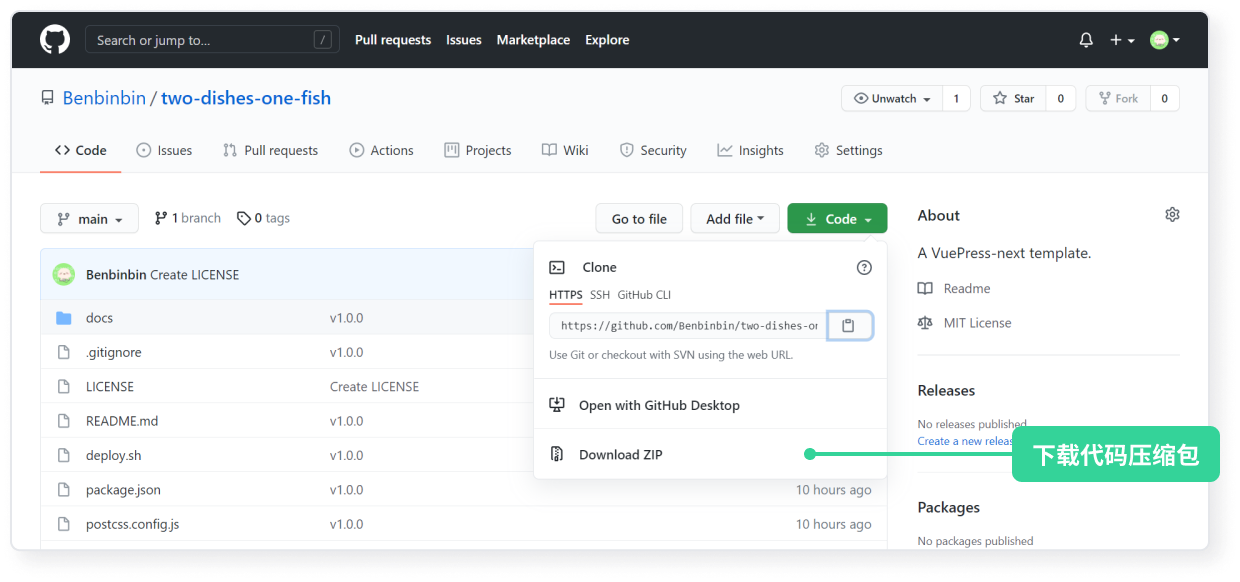 Search or jump to... /
Pull requests Issues Marketplace Explore
Benbinbin / two-dishes-one-fish
Unwatch 1 Star 0 Fork 0
Code Issues Pull requests Actions Projects Wiki Security Insights Settings
main 1 branch 0 tags
Go to file Add file Code
Benbinbin Create LICENSE
docs v1.0.0
.gitignore v1.0.0
LICENSE Create LICENSE
README.md v1.0.0
deploy.sh v1.0.0
package.json v1.0.0 10 hours ago
postcss.config.js v1.0.0 10 hours ago
Clone
HTTPS SSH GitHub CLI
https://github.com/Benbinbin/two-dishes-or
Use Git or checkout with SVN using the web URL.
Open with GitHub Desktop
Download ZIP
下载代码压缩包
About
A VuePress-next template.
Readme
MIT License
Releases
No releases published
Create a new relea
Packages
No packages published